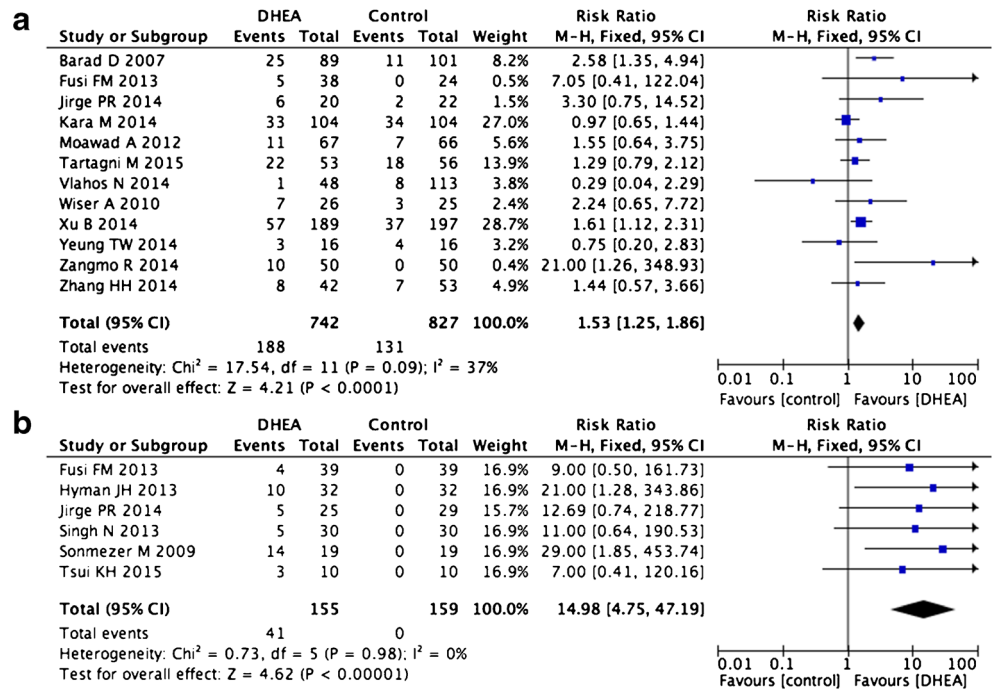 a
DHEA Control Risk Ratio Risk Ratio
Study or Subgroup Events Total Events Total Weight M-H, Fixed, 95% CI M-H, Fixed, 95% CI
Barad D 2007 25 89 11 101 8.2% 2.58 [1.35, 4.94]
Fusi FM 2013 5 38 0 24 0.5% 7.05 [0.41, 122.04]
Jirge PR 2014 6 20 2 22 1.5% 3.30 [0.75, 14.52]
Kara M 2014 33 104 34 104 27.0% 0.97 [0.65, 1.44]
Moawad A 2012 11 67 7 66 5.6% 1.55 [0.64, 3.75]
Tartagni M 2015 22 53 18 56 13.9% 1.29 [0.79, 2.12]
Vlahos N 2014 1 48 8 113 3.8% 0.29 [0.04, 2.29]
Wiser A 2010 7 26 3 25 2.4% 2.24 [0.65, 7.72]
Xu B 2014 57 189 37 197 28.7% 1.61 [1.12, 2.31]
Yeung TW 2014 3 16 4 16 3.2% 0.75 [0.20, 2.83]
Zangmo R 2014 10 50 0 50 0.4% 21.00 [1.26, 348.93]
Zhang HH 2014 8 42 7 53 4.9% 1.44 [0.57, 3.66]
Total (95% CI) 742 827 100.0% 1.53 [1.25, 1.86]
Total events 188 131
Heterogeneity: Chi² = 17.54, df = 11 (P = 0.09); I² = 37%
Test for overall effect: Z = 4.21 (P < 0.0001)
0.01 0.1 1 10 100
Favours [control] Favours [DHEA]
b
DHEA Control Risk Ratio Risk Ratio
Study or Subgroup Events Total Events Total Weight M-H, Fixed, 95% CI M-H, Fixed, 95% CI
Fusi FM 2013 4 39 0 39 16.9% 9.00 [0.50, 161.73]
Hyman JH 2013 10 32 0 32 16.9% 21.00 [1.28, 343.86]
Jirge PR 2014 5 25 0 29 15.7% 12.69 [0.74, 218.77]
Singh N 2013 5 30 0 30 16.9% 11.00 [0.64, 190.53]
Sonmezer M 2009 14 19 0 19 16.9% 29.00 [1.85, 453.74]
Tsui KH 2015 3 10 0 10 16.9% 7.00 [0.41, 120.16]
Total (95% CI) 155 159 100.0% 14.98 [4.75, 47.19]
Total events 41 0
Heterogeneity: Chi² = 0.73, df = 5 (P = 0.98); I² = 0%
Test for overall effect: Z = 4.62 (P < 0.00001)
0.01 0.1 1 10 100
Favours [control] Favours [DHEA]